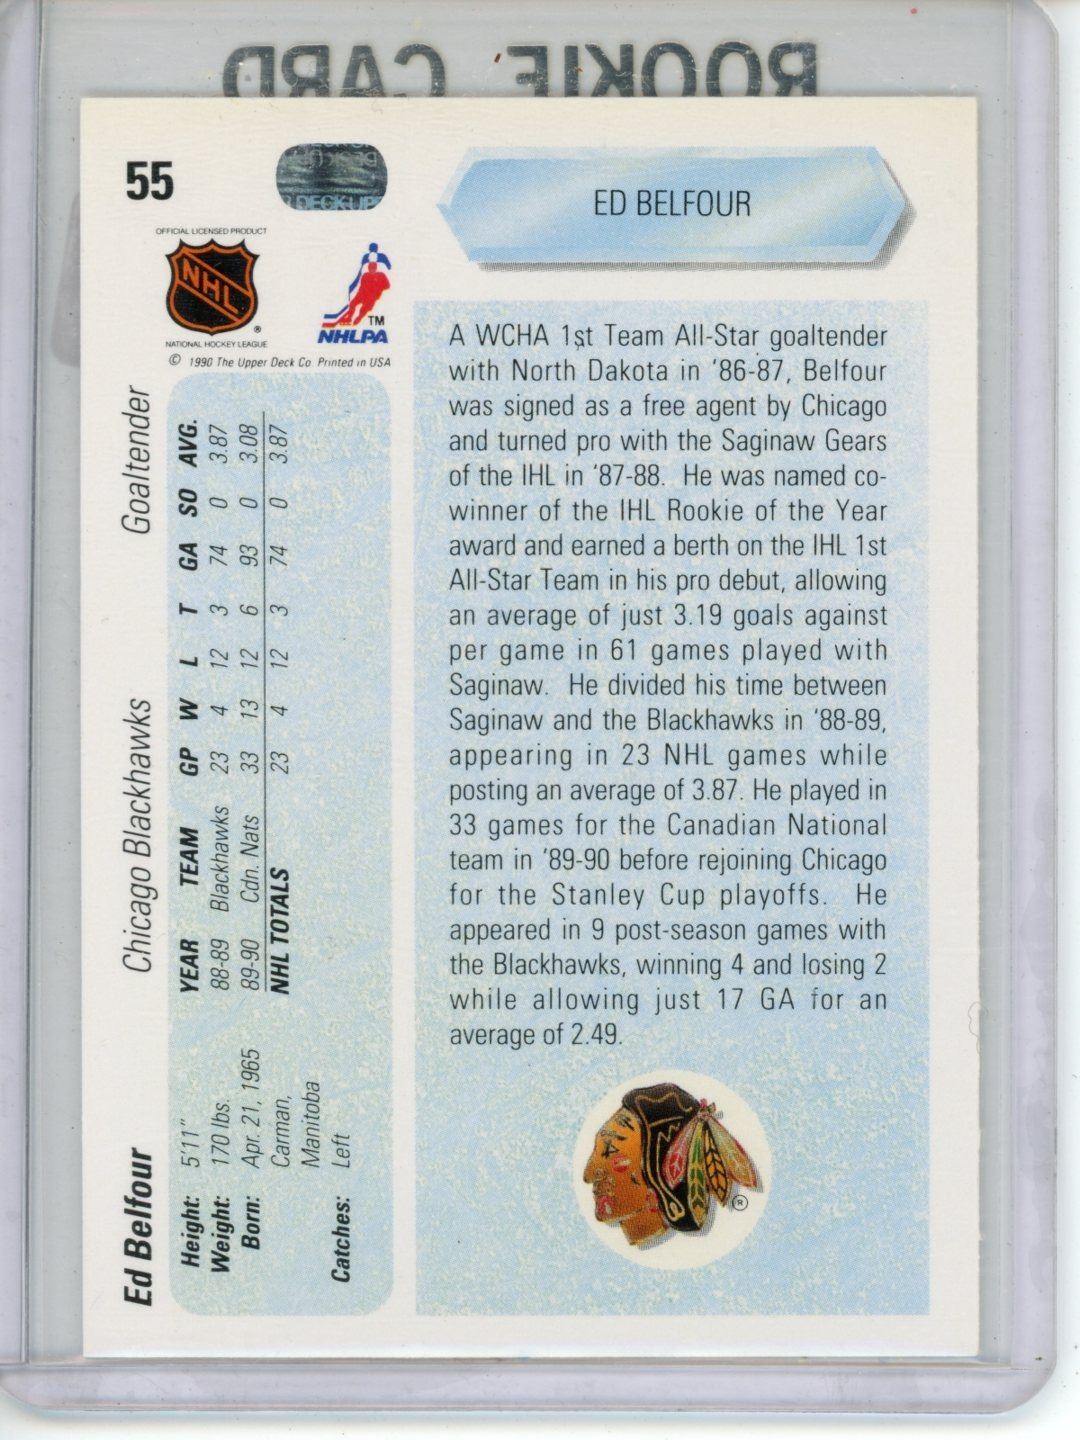 ROOKIE CARD
55
DECK UP
ED BELFOUR
OFFICIAL LICENSED PRODUCT
NHL
®
NATIONAL HOCKEY LEAGUE
TM
NHLPA
© 1990 The Upper Deck Co. Printed in USA
A WCHA 1st Team All-Star goaltender
with North Dakota in '86-87, Belfour
was signed as a free agent by Chicago
and turned pro with the Saginaw Gears
of the IHL in '87-88. He was named co-
winner of the IHL Rookie of the Year
award and earned a berth on the IHL 1st
All-Star Team in his pro debut, allowing
an average of just 3.19 goals against
per game in 61 games played with
Saginaw. He divided his time between
Saginaw and the Blackhawks in '88-89,
appearing in 23 NHL games while
posting an average of 3.87. He played in
33 games for the Canadian National
team in '89-90 before rejoining Chicago
for the Stanley Cup playoffs. He
appeared in 9 post-season games with
the Blackhawks, winning 4 and losing 2
while allowing just 17 GA for an
average of 2.49.
®
Ed Belfour Chicago Blackhawks Goaltender
Height: 5'11"
Weight: 170 lbs.
Born: Apr. 21, 1965
Carman,
Manitoba
Catches: Left
YEAR TEAM GP W L T GA SO AVG.
88-89 Blackhawks 23 4 12 3 74 0 3.87
89-90 Cdn. Nats 33 13 12 6 93 0 3.08
NHL TOTALS 23 4 12 3 74 0 3.87